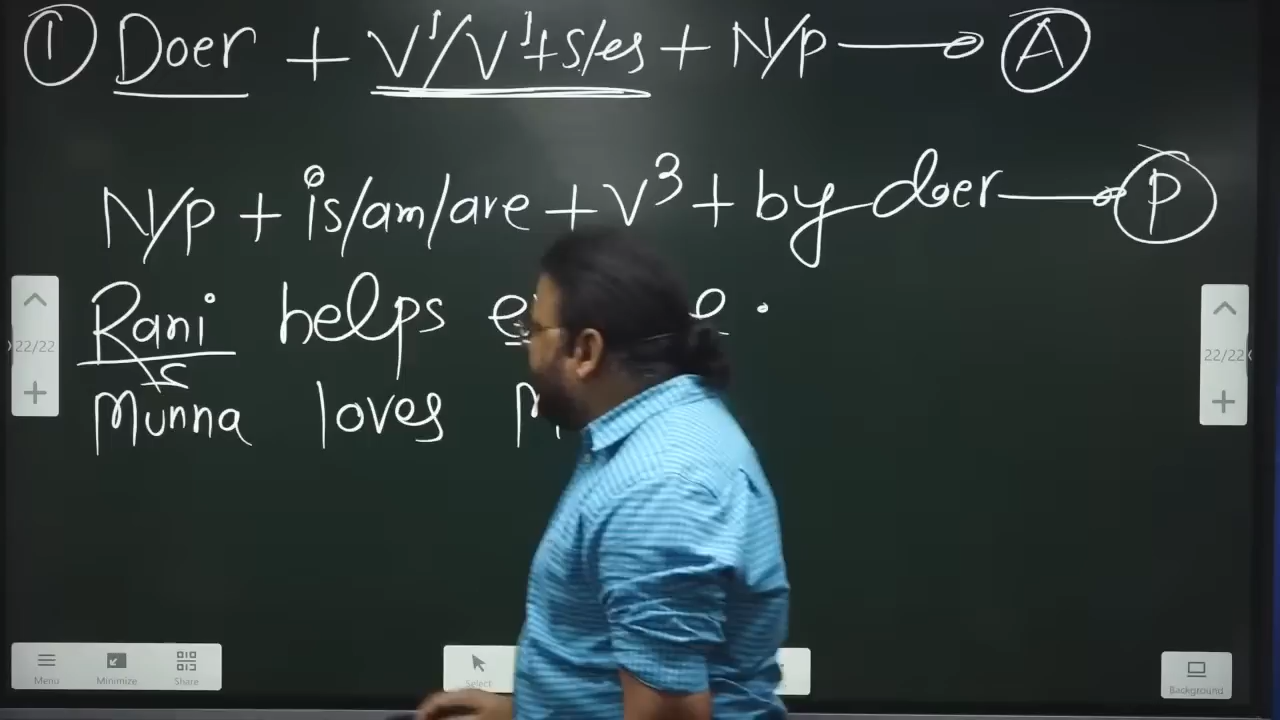 ① Doer + V¹/V¹+s/es + N/p → Ⓐ
N/p + is/am/are + V³ + by doer → Ⓟ
Rani helps
Munna loves
22/22
22/22
Menu Minimize Share Select Background